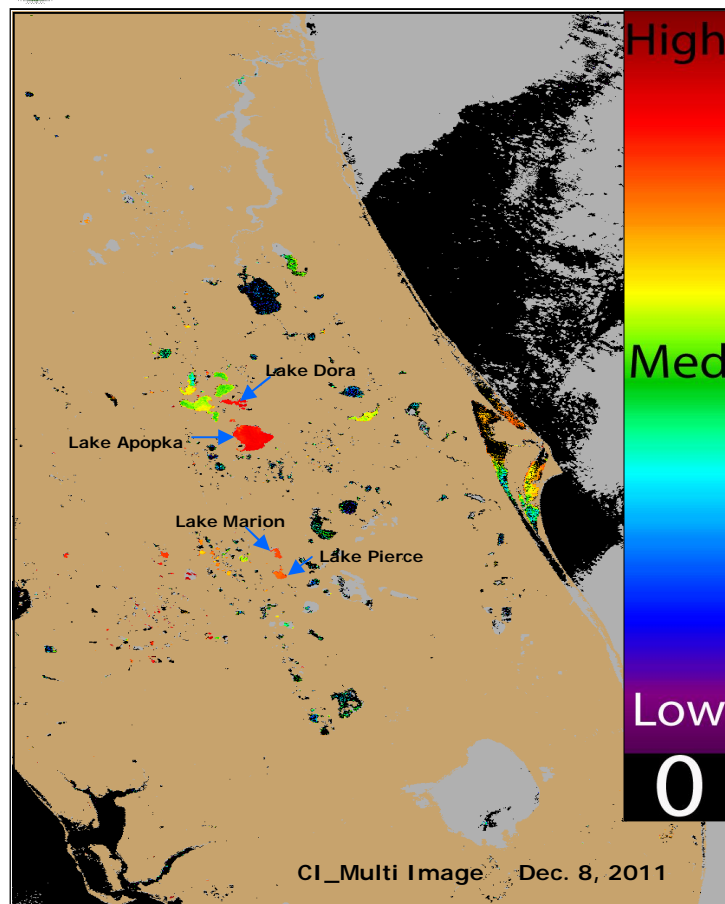 High
Lake Dora
Med
Lake Apopka
Lake Marion
Lake Pierce
Low
0
CI_Multi Image Dec. 8, 2011